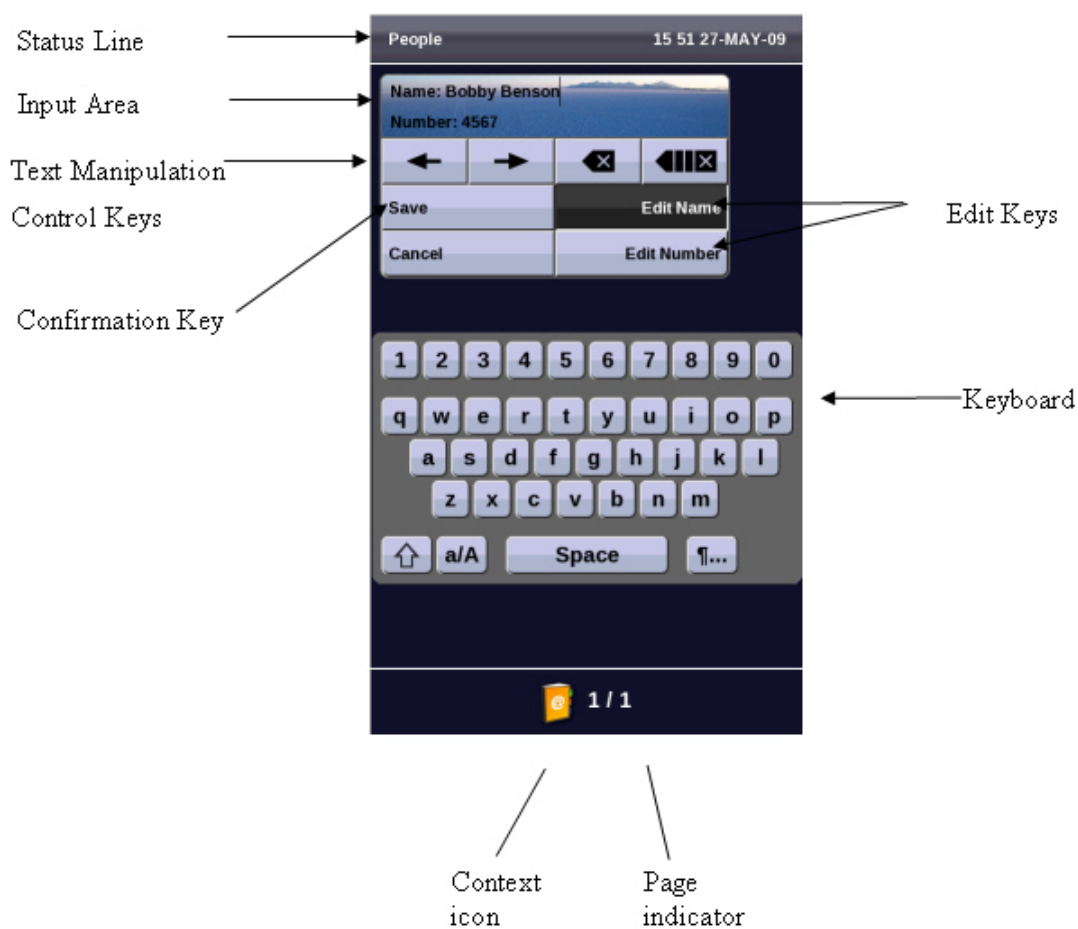 Status Line
People 15 51 27-MAY-09
Input Area
Name: Bobby Benson
Number: 4567
Text Manipulation
Control Keys
Save Edit Name
Edit Keys
Cancel Edit Number
Confirmation Key
1 2 3 4 5 6 7 8 9 0
Keyboard
q w e r t y u i o p
a s d f g h j k l
z x c v b n m
a/A Space ¶...
@ 1 / 1
Context
icon
Page
indicator